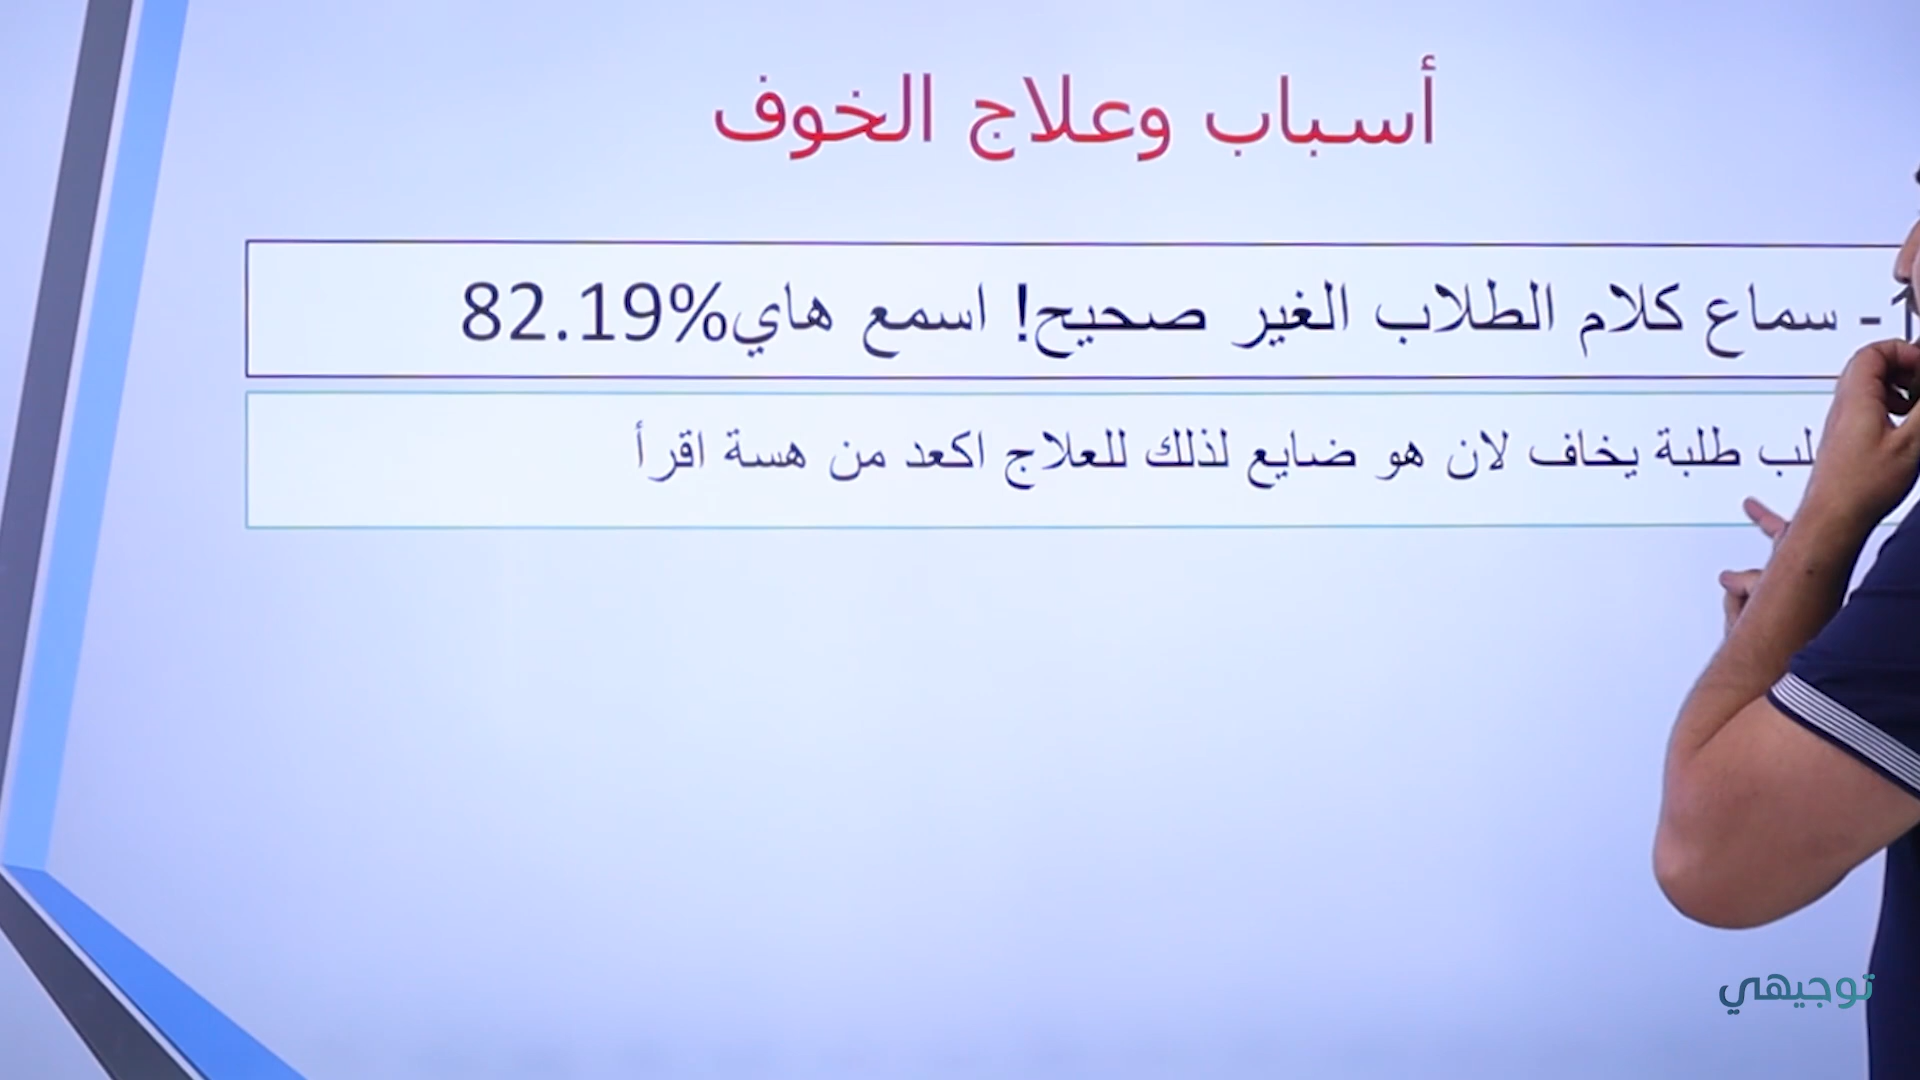 أسباب وعلاج الخوف
1- سماع كلام الطلاب الغير صحيح! اسمع هاي82.19%
طلبة يخاف لان هو ضايع لذلك للعلاج اكعد من هسة اقرأ
توجيهي